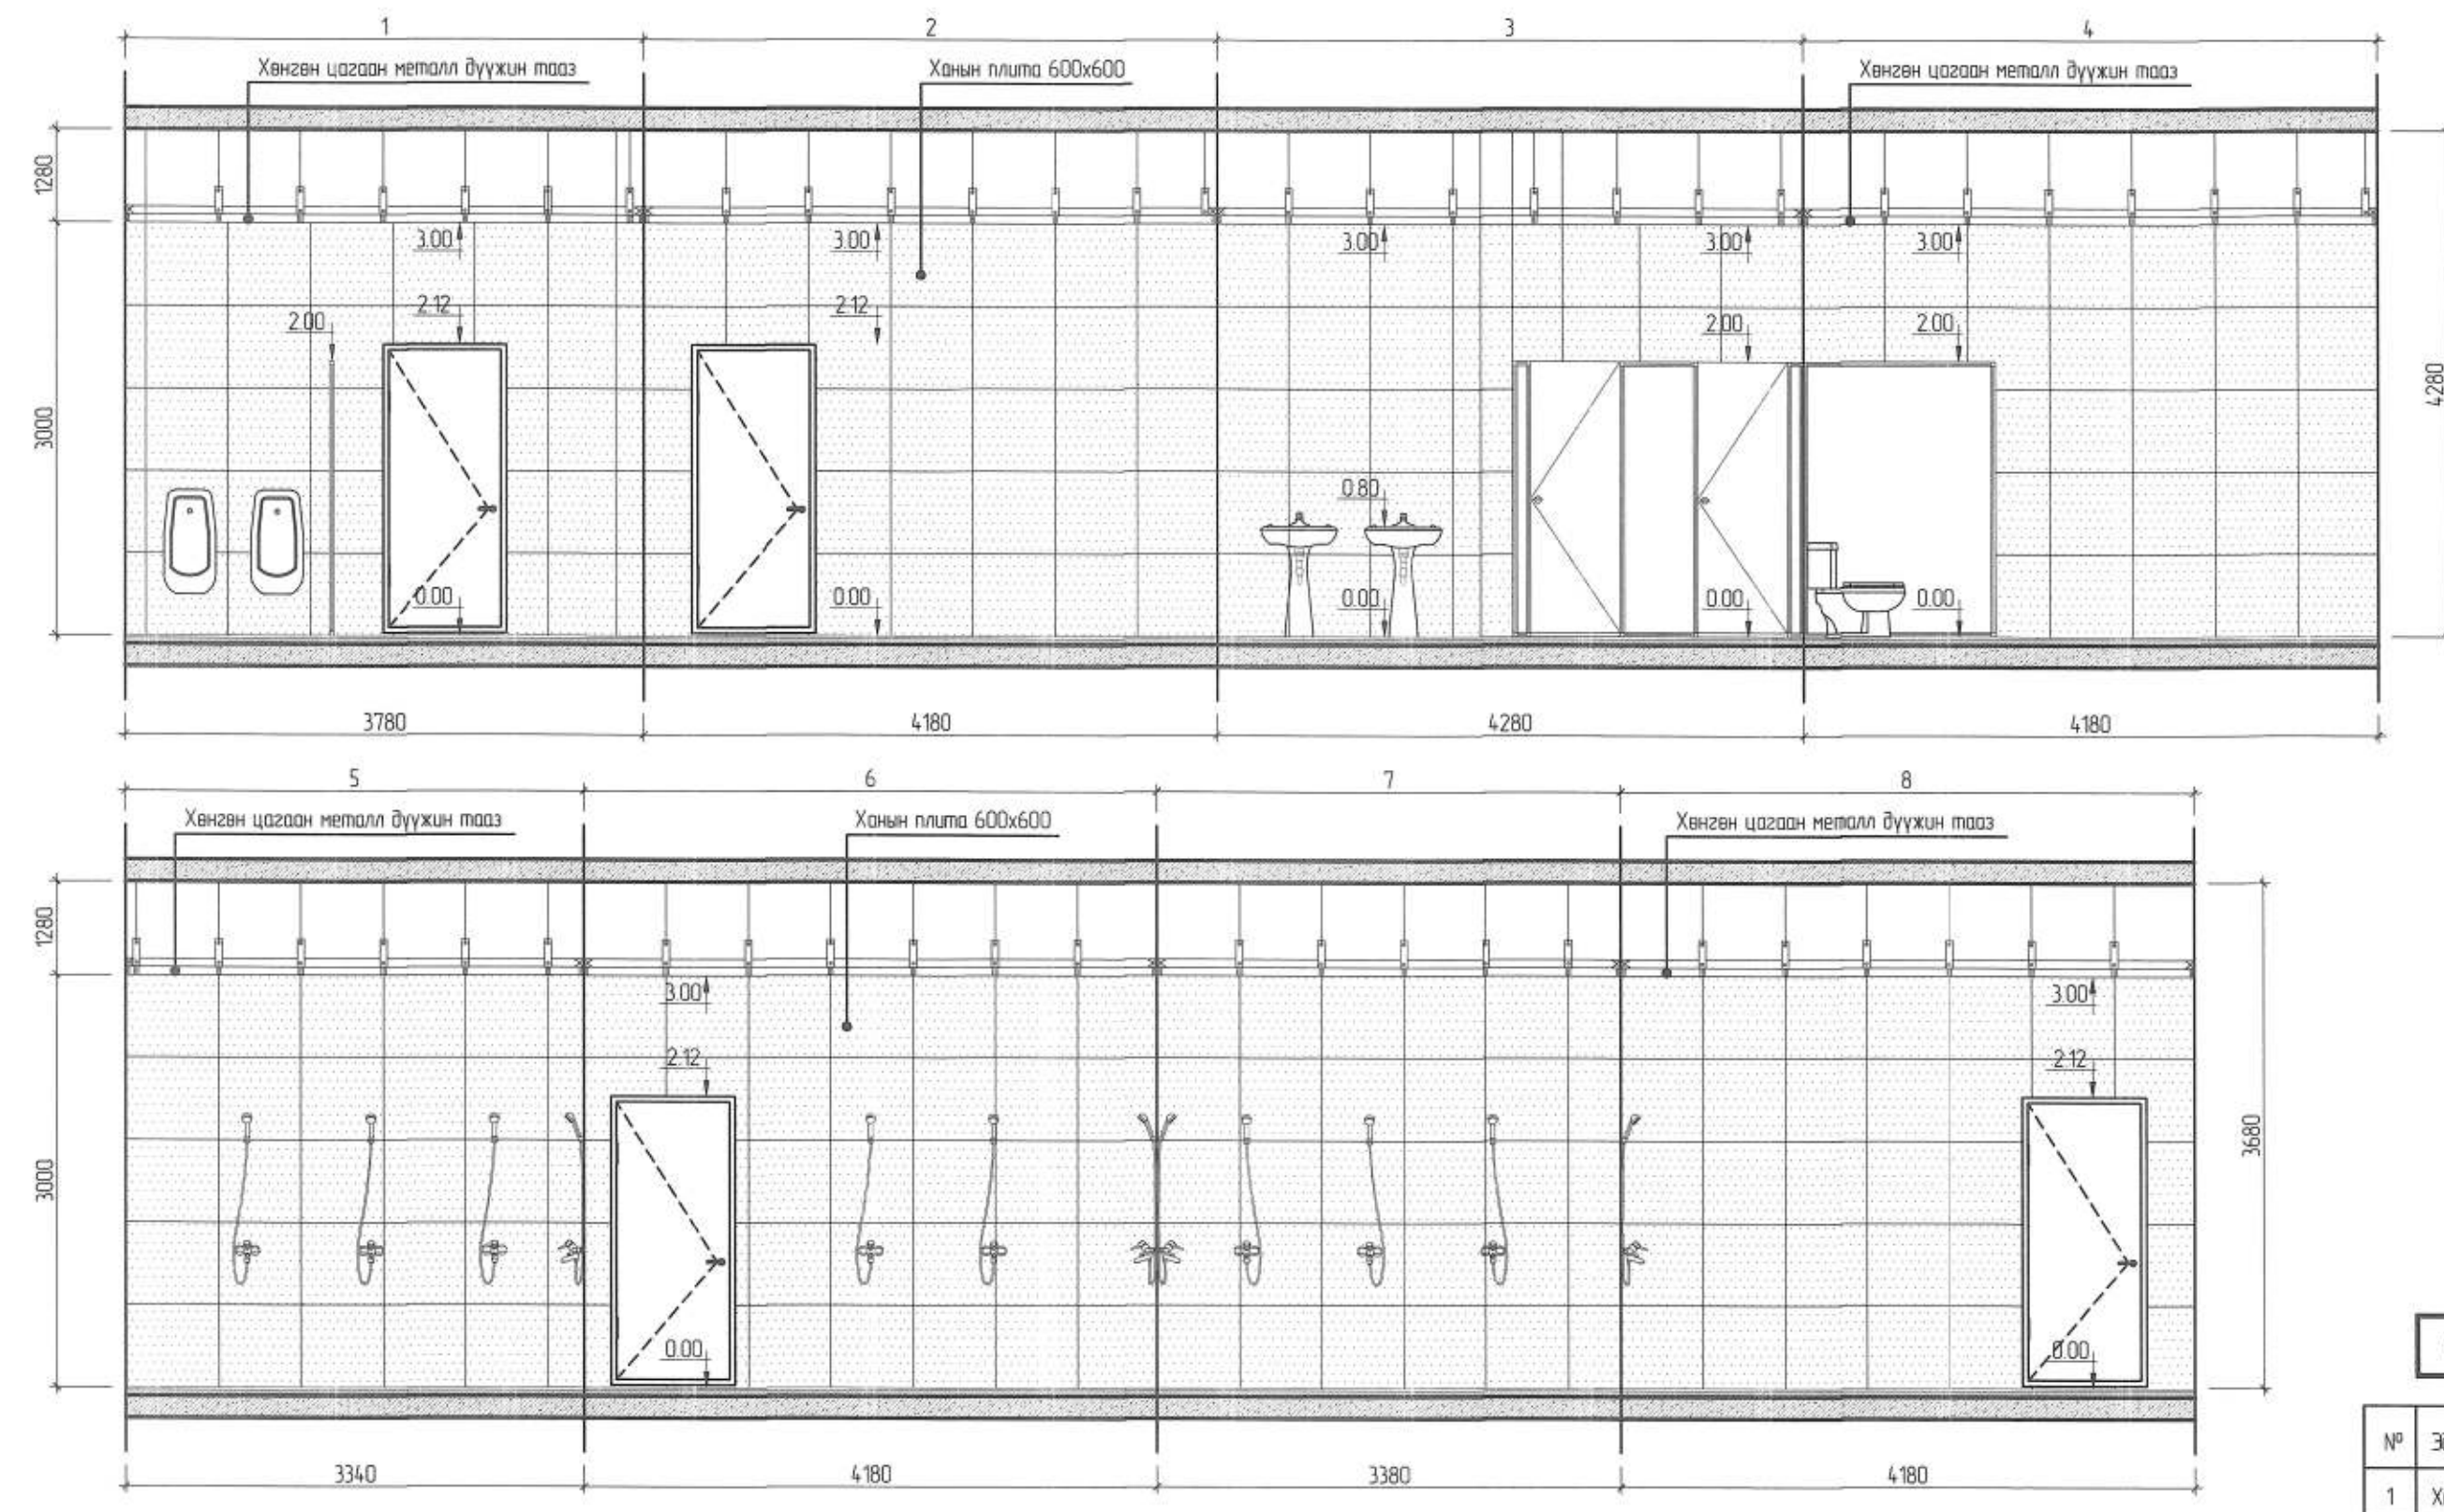 1 2 3 4
Хөнгөн цагаан металл дүүжин тааз Ханын плита 600x600 Хөнгөн цагаан металл дүүжин тааз
1280
3.00 3.00 3.00 3.00 3.00
2.12 2.12
2.00 2.00 2.00
3000 4280
0.80
0.00 0.00 0.00 0.00 0.00
3780 4180 4280 4180
5 6 7 8
Хөнгөн цагаан металл дүүжин тааз Ханын плита 600x600 Хөнгөн цагаан металл дүүжин тааз
1280
3.00 3.00
2.12 2.12
3000 3680
0.00 0.00
3340 4180 3380 4180
№
1